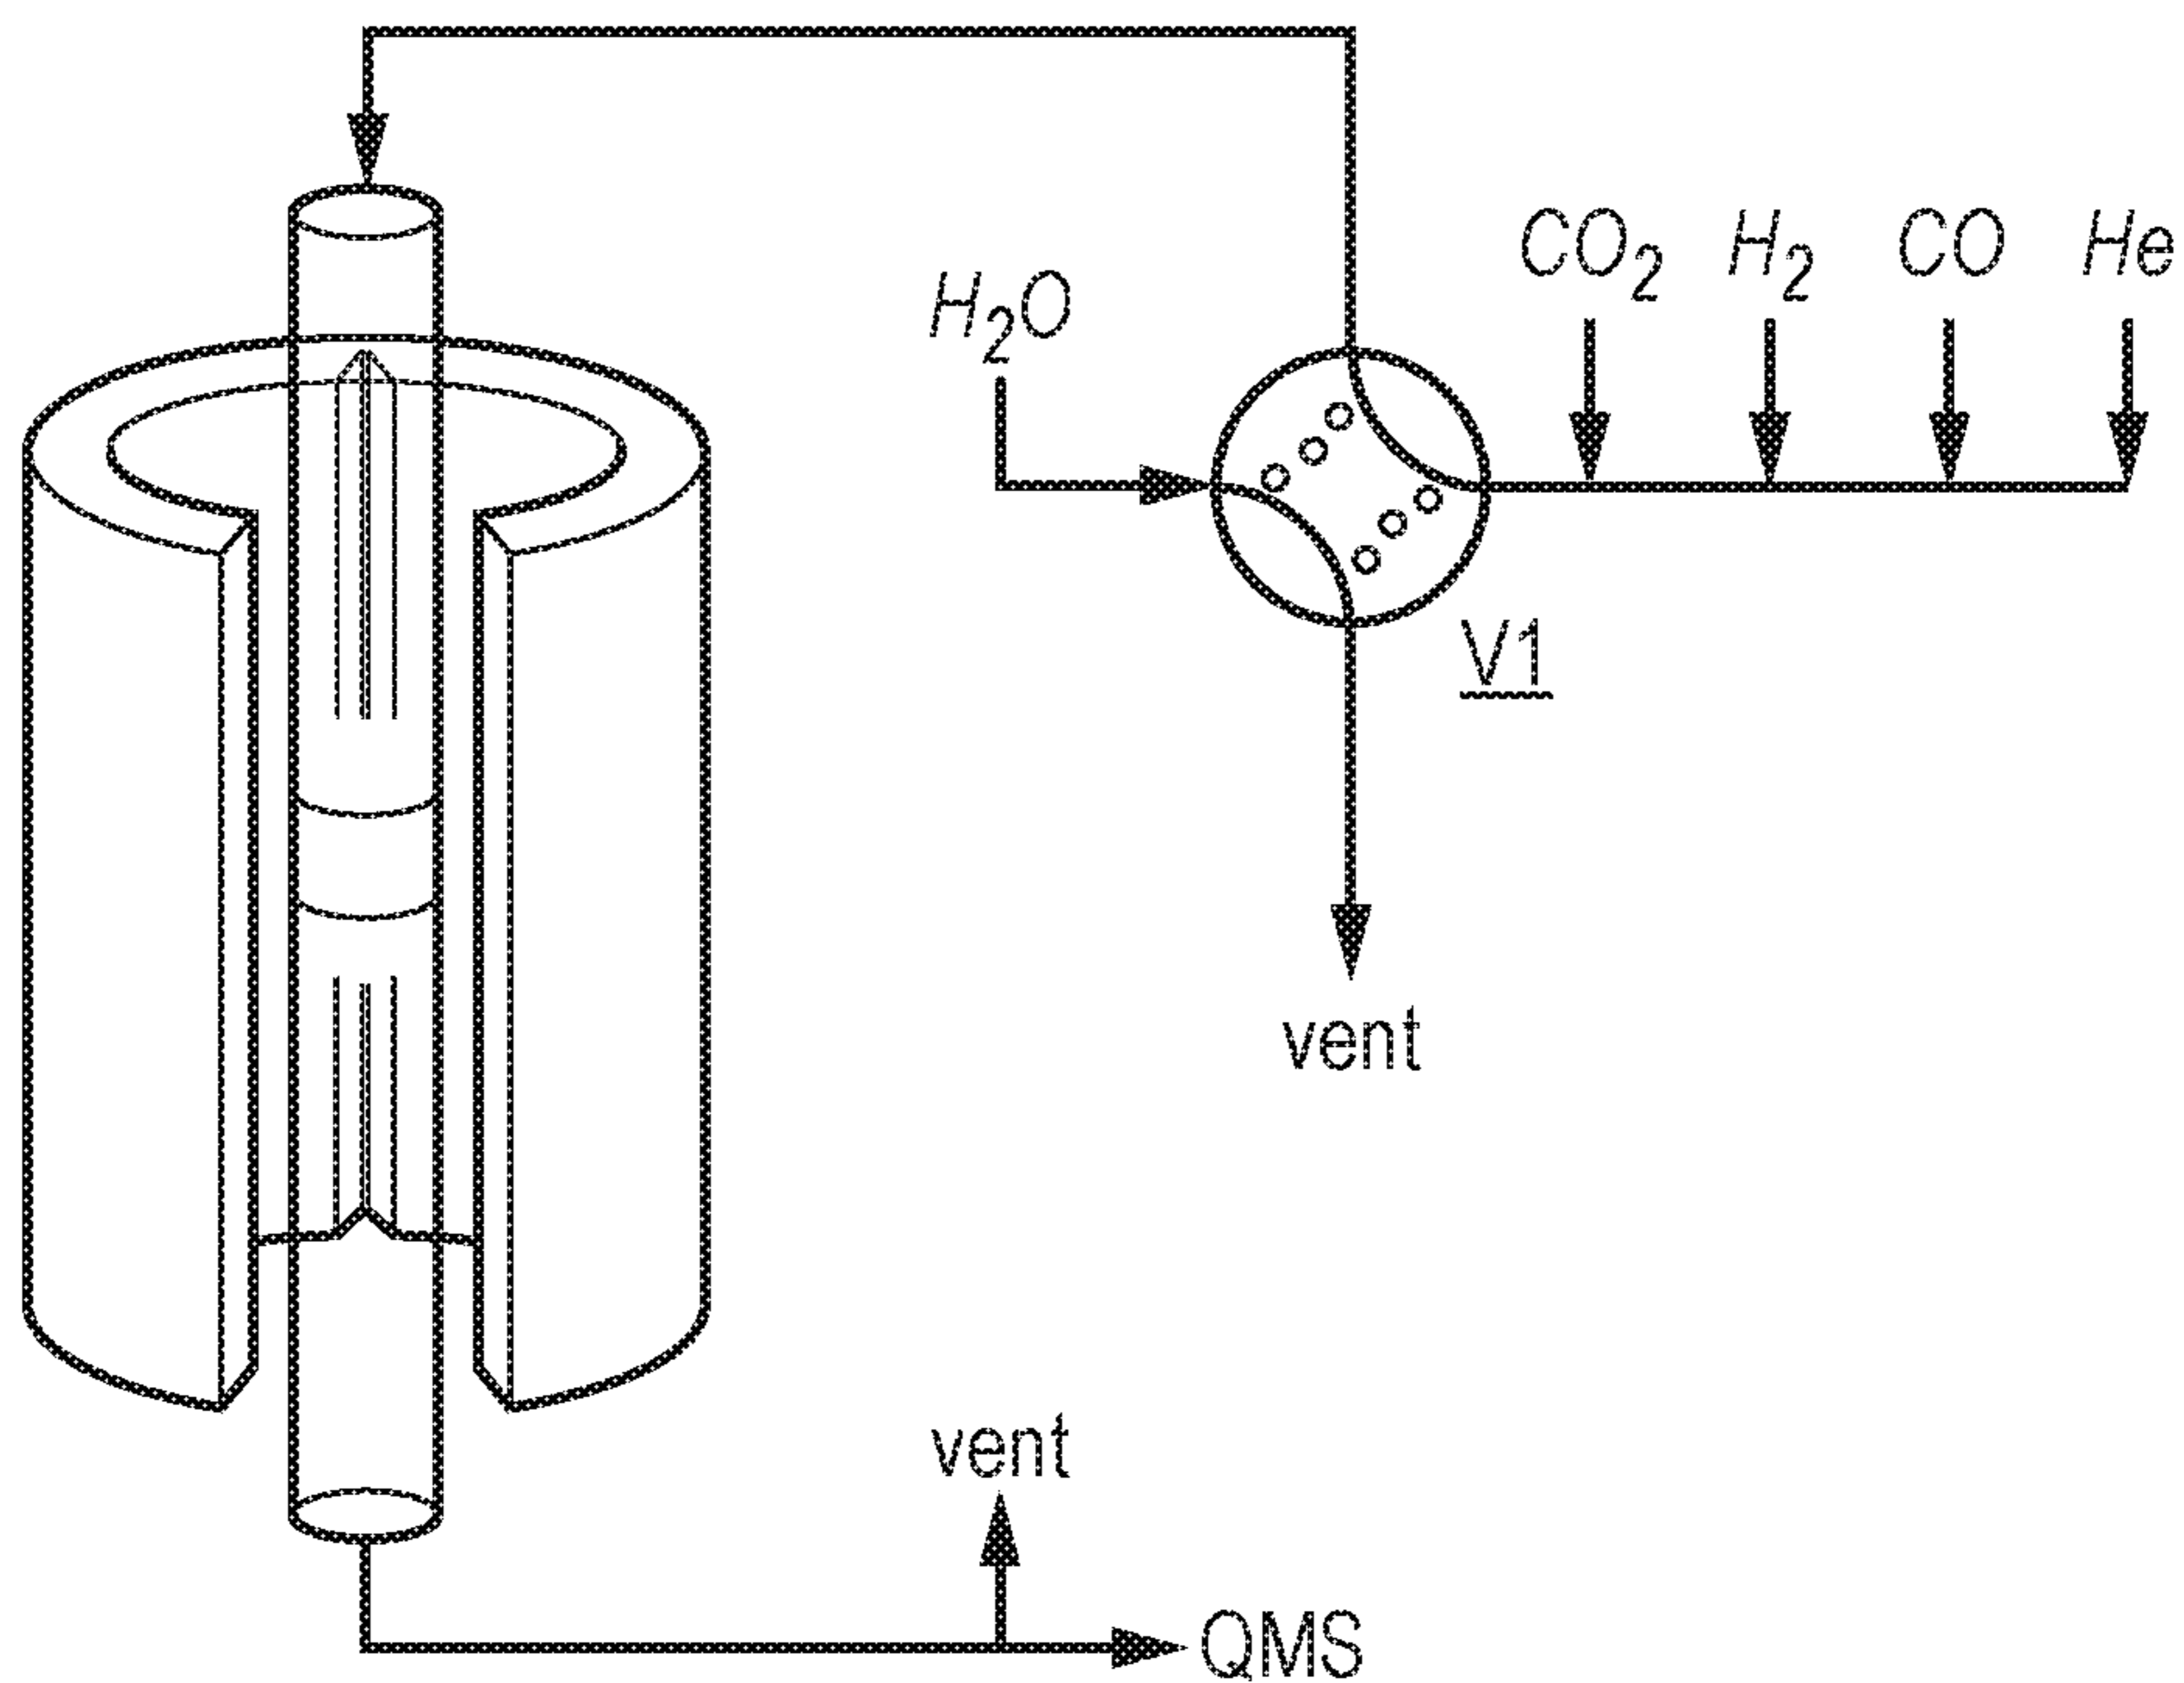 CO₂ H₂ CO He
H₂O
V1
vent
vent
QMS